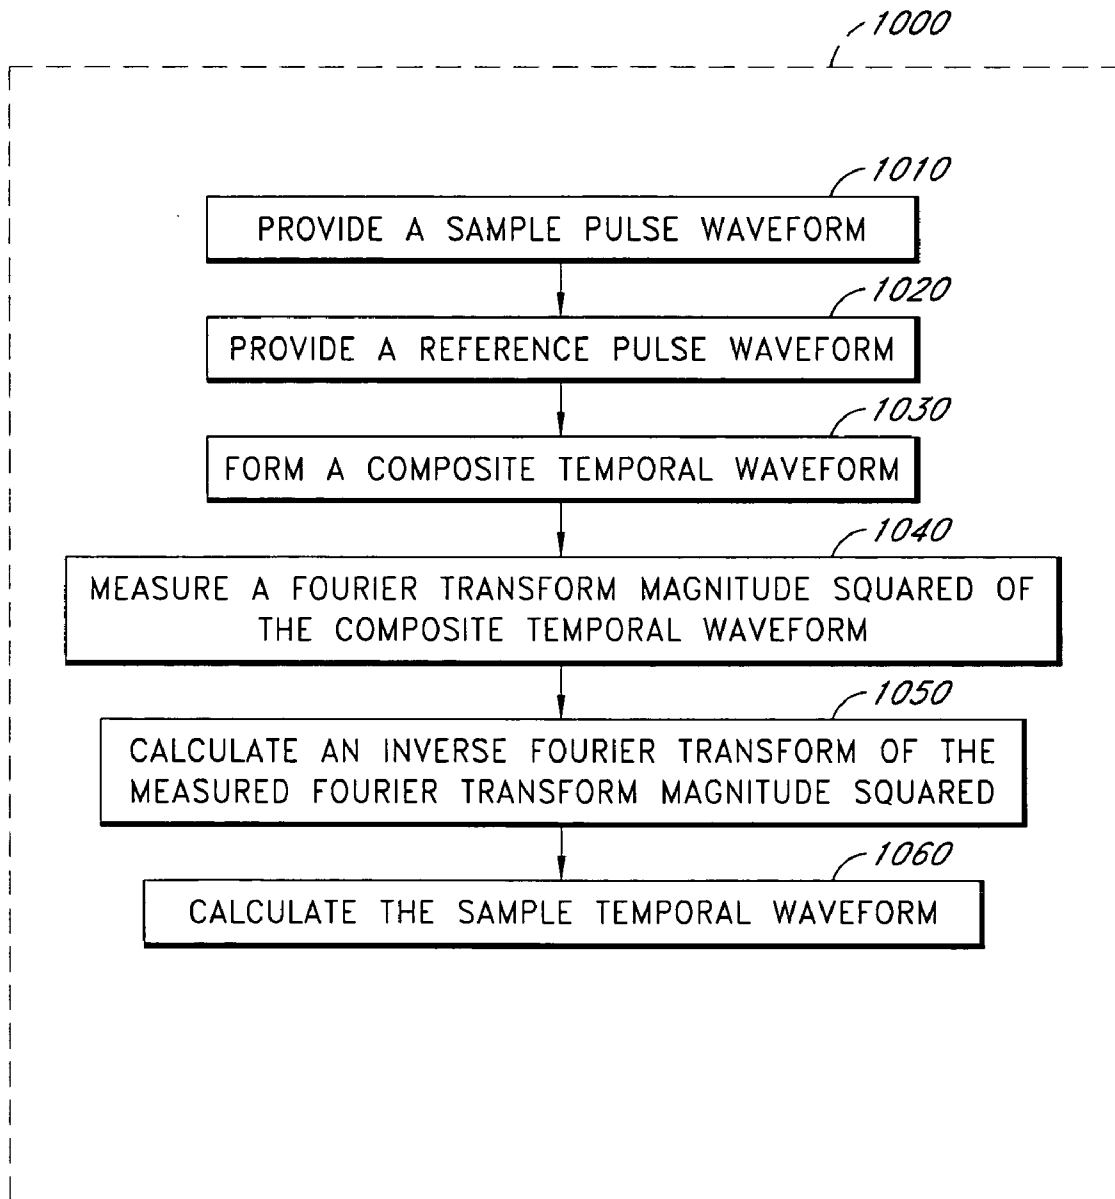 1000
1010
PROVIDE A SAMPLE PULSE WAVEFORM
1020
PROVIDE A REFERENCE PULSE WAVEFORM
1030
FORM A COMPOSITE TEMPORAL WAVEFORM
1040
MEASURE A FOURIER TRANSFORM MAGNITUDE SQUARED OF
THE COMPOSITE TEMPORAL WAVEFORM
1050
CALCULATE AN INVERSE FOURIER TRANSFORM OF THE
MEASURED FOURIER TRANSFORM MAGNITUDE SQUARED
1060
CALCULATE THE SAMPLE TEMPORAL WAVEFORM